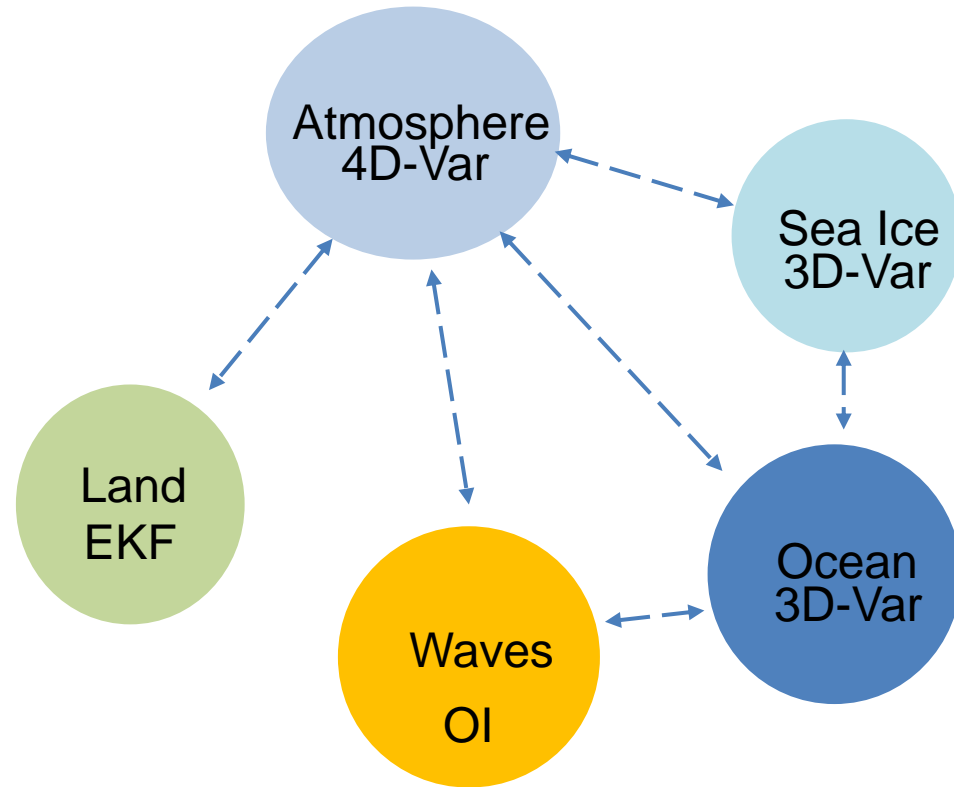 Atmosphere
4D-Var
Sea Ice
3D-Var
Land
EKF
Ocean
3D-Var
Waves
OI